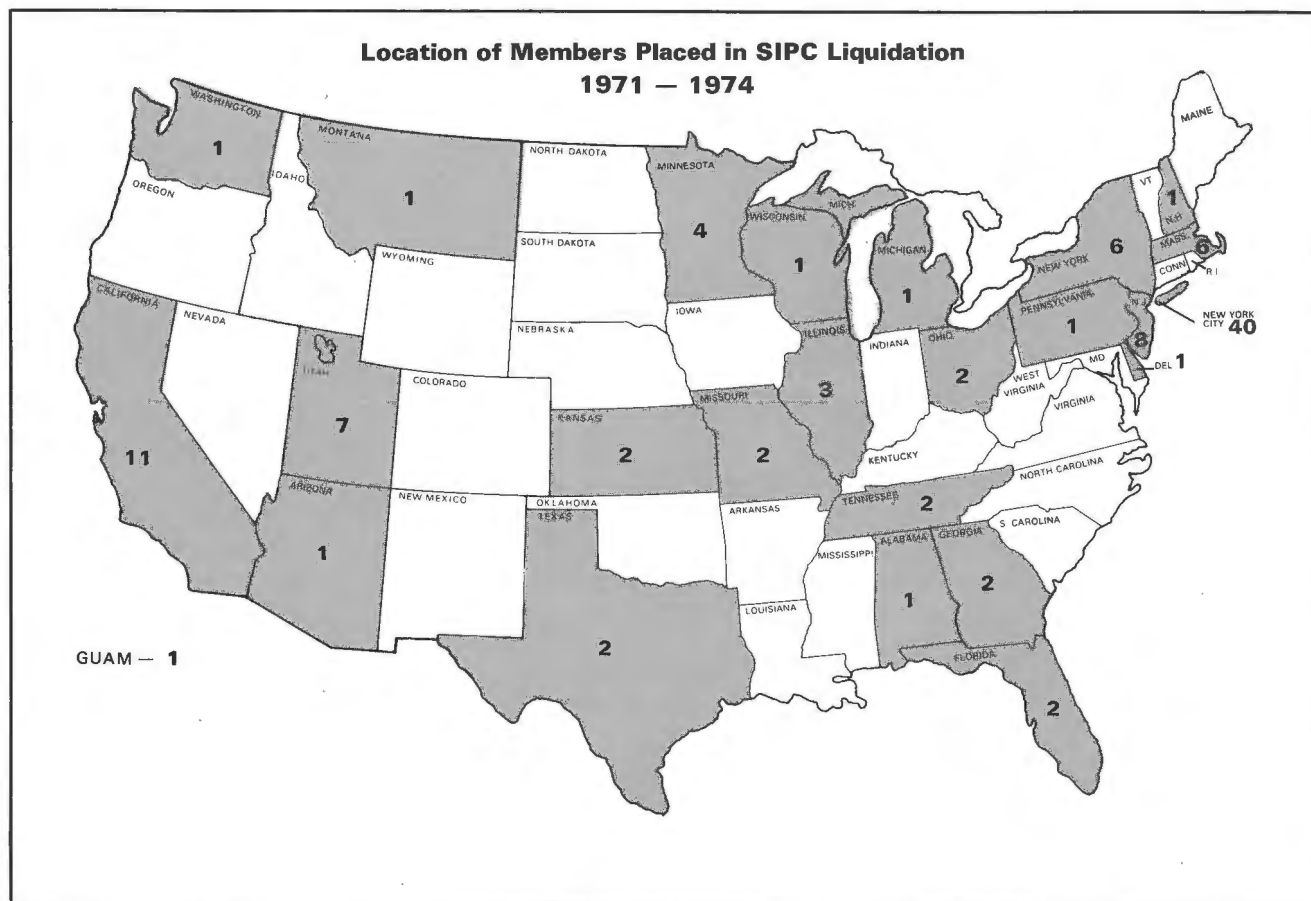 Location of Members Placed in SIPC Liquidation
1971 — 1974
WASHINGTON
1
MONTANA
1
NORTH DAKOTA
MINNESOTA
4
MAINE
VT
1
N.H.
OREGON
IDAHO
SOUTH DAKOTA
WISCONSIN
1
MICH.
MICHIGAN
1
NEW YORK
6
MASS.
6
CONN
R I
WYOMING
CALIFORNIA
11
NEVADA
UTAH
7
NEBRASKA
IOWA
ILLINOIS
3
INDIANA
OHIO
2
PENNSYLVANIA
1
N.J.
8
NEW YORK
CITY 40
DEL 1
MD
WEST
VIRGINIA
VIRGINIA
COLORADO
KANSAS
2
MISSOURI
2
KENTUCKY
NORTH CAROLINA
ARIZONA
1
NEW MEXICO
OKLAHOMA
TEXAS
2
ARKANSAS
TENNESSEE
2
S CAROLINA
MISSISSIPPI
ALABAMA
1
GEORGIA
2
LOUISIANA
FLORIDA
2
GUAM — 1